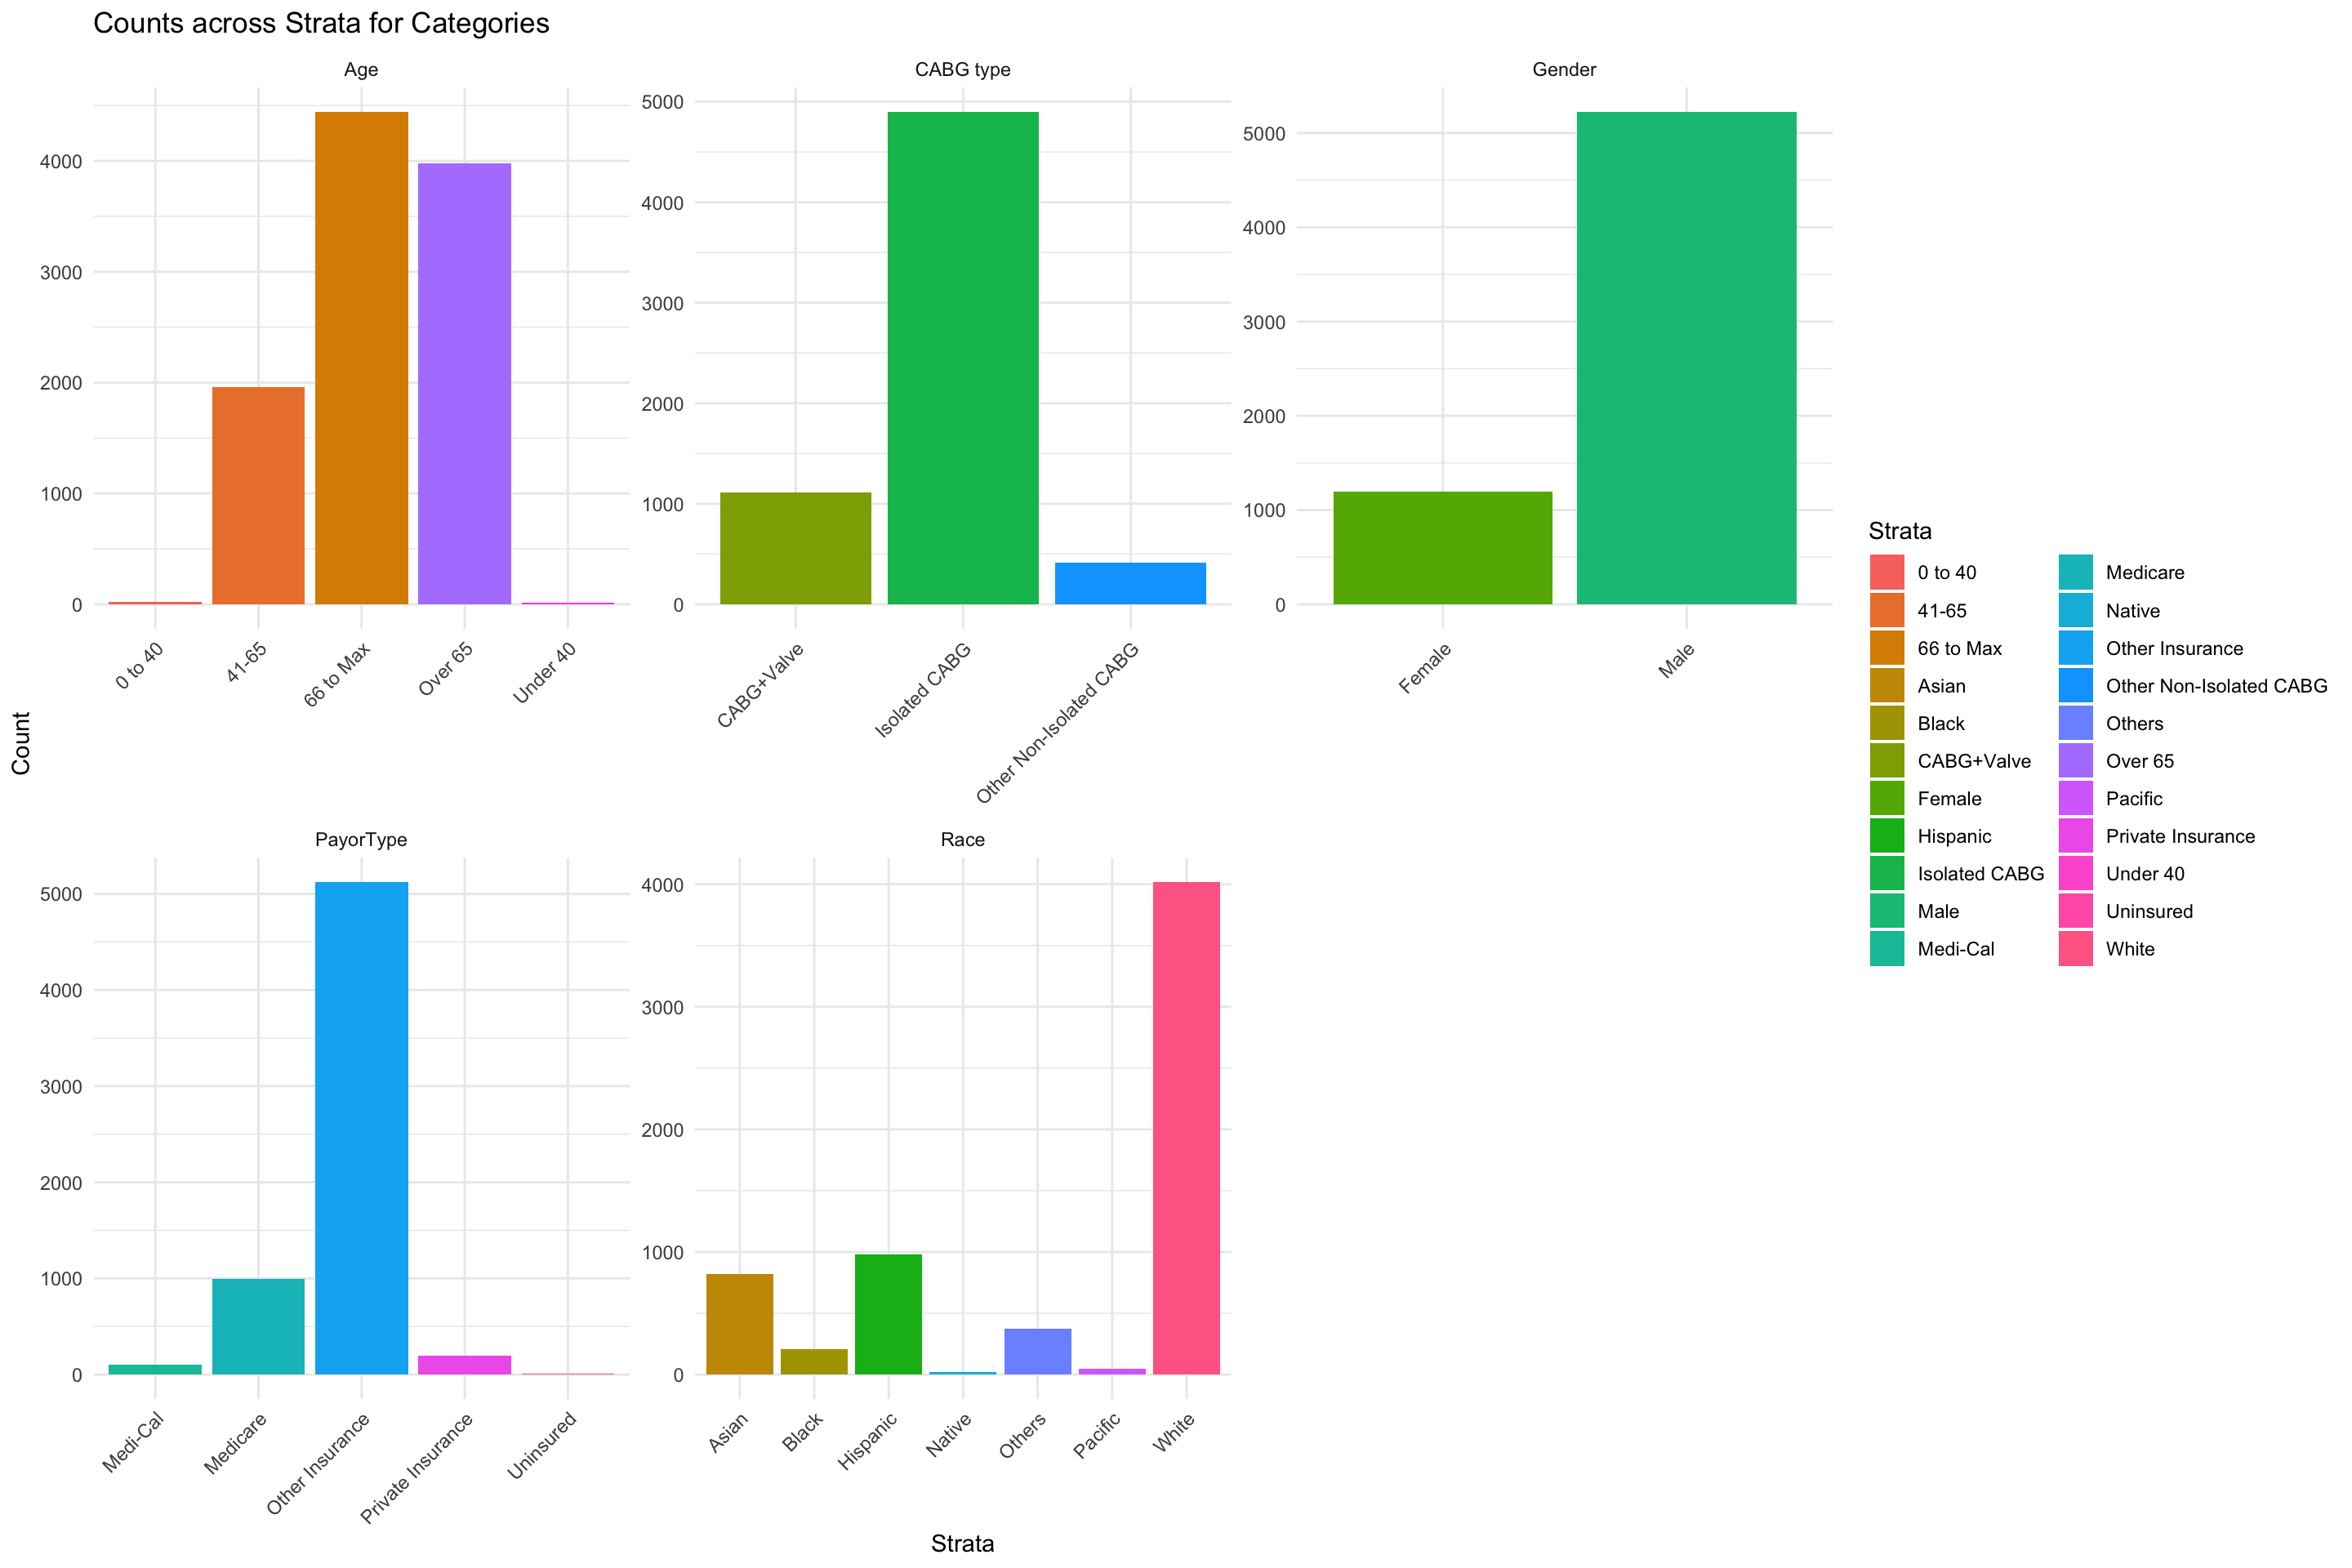 Counts across Strata for Categories
Age
CABG type
Gender
4000
3000
2000
1000
0
0 to 40
41-65
66 to Max
Over 65
Under 40
5000
4000
3000
2000
1000
0
CABG+Valve
Isolated CABG
Other Non-Isolated CABG
5000
4000
3000
2000
1000
0
Female
Male
Count
PayorType
Race
5000
4000
3000
2000
1000
0
Medi-Cal
Medicare
Other Insurance
Private Insurance
Uninsured
4000
3000
2000
1000
0
Asian
Black
Hispanic
Native
Others
Pacific
White
Strata
Strata
0 to 40
41-65
66 to Max
Asian
Black
CABG+Valve
Female
Hispanic
Isolated CABG
Male
Medi-Cal
Medicare
Native
Other Insurance
Other Non-Isolated CABG
Others
Over 65
Pacific
Private Insurance
Under 40
Uninsured
White